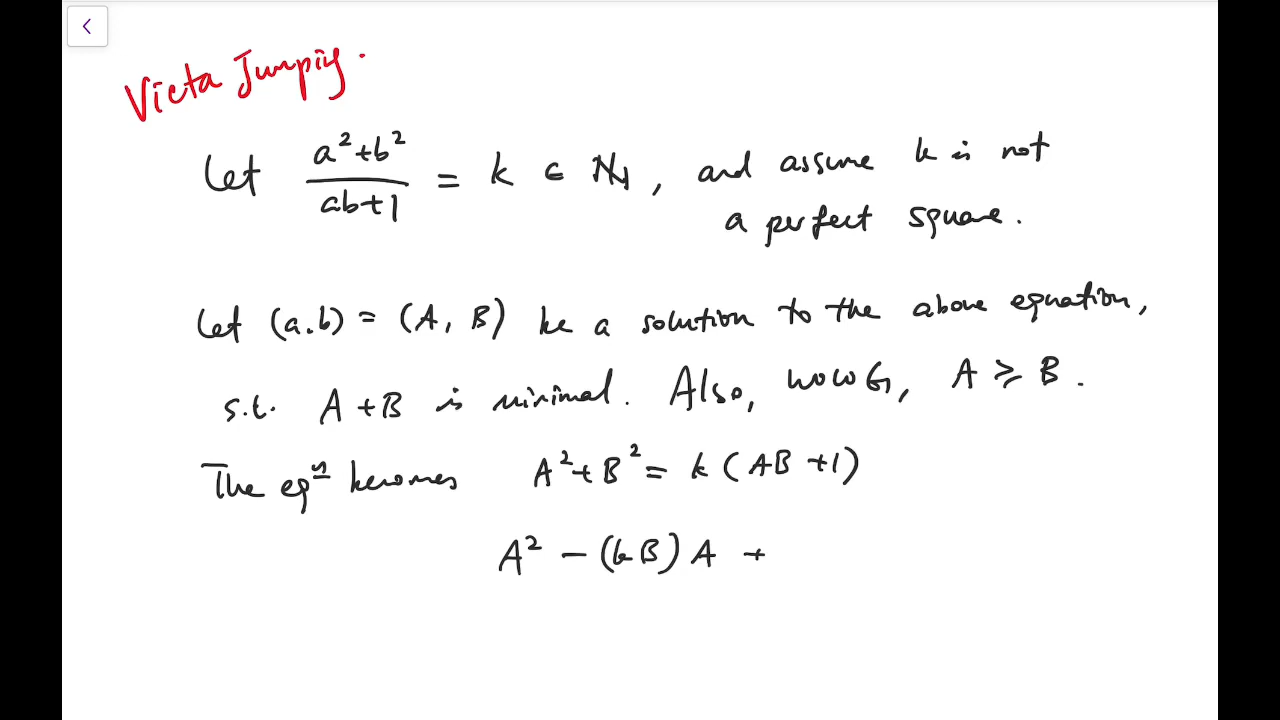 Vieta Jumping.
Let (a²+b²)/(ab+1) = k ∈ ℕ, and assume k is not
a perfect square.
Let (a.b) = (A, B) be a solution to the above equation,
s.t. A+B is minimal. Also, WOLOG, A ⩾ B.
The eqⁿ becomes A²+B² = k(AB+1)
A² − (kB)A +